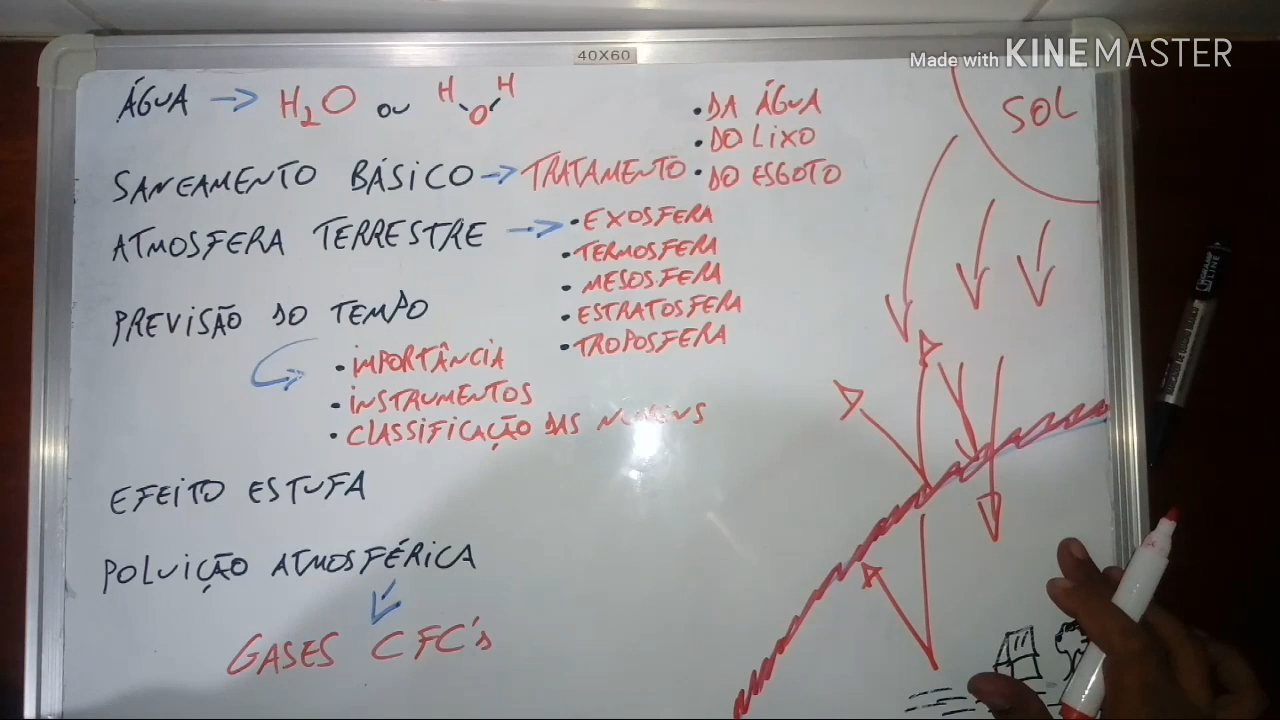 40X60
Made with KINEMASTER
ÁGUA → H₂O OU H O H
SANEAMENTO BÁSICO → TRATAMENTO
• DA ÁGUA
• DO LIXO
• DO ESGOTO
ATMOSFERA TERRESTRE →
• EXOSFERA
• TERMOSFERA
• MESOSFERA
• ESTRATOSFERA
• TROPOSFERA
PREVISÃO DO TEMPO
• IMPORTÂNCIA
• INSTRUMENTOS
• CLASSIFICAÇÃO DAS NUVENS
EFEITO ESTUFA
POLUIÇÃO ATMOSFÉRICA
GASES CFC's
SOL